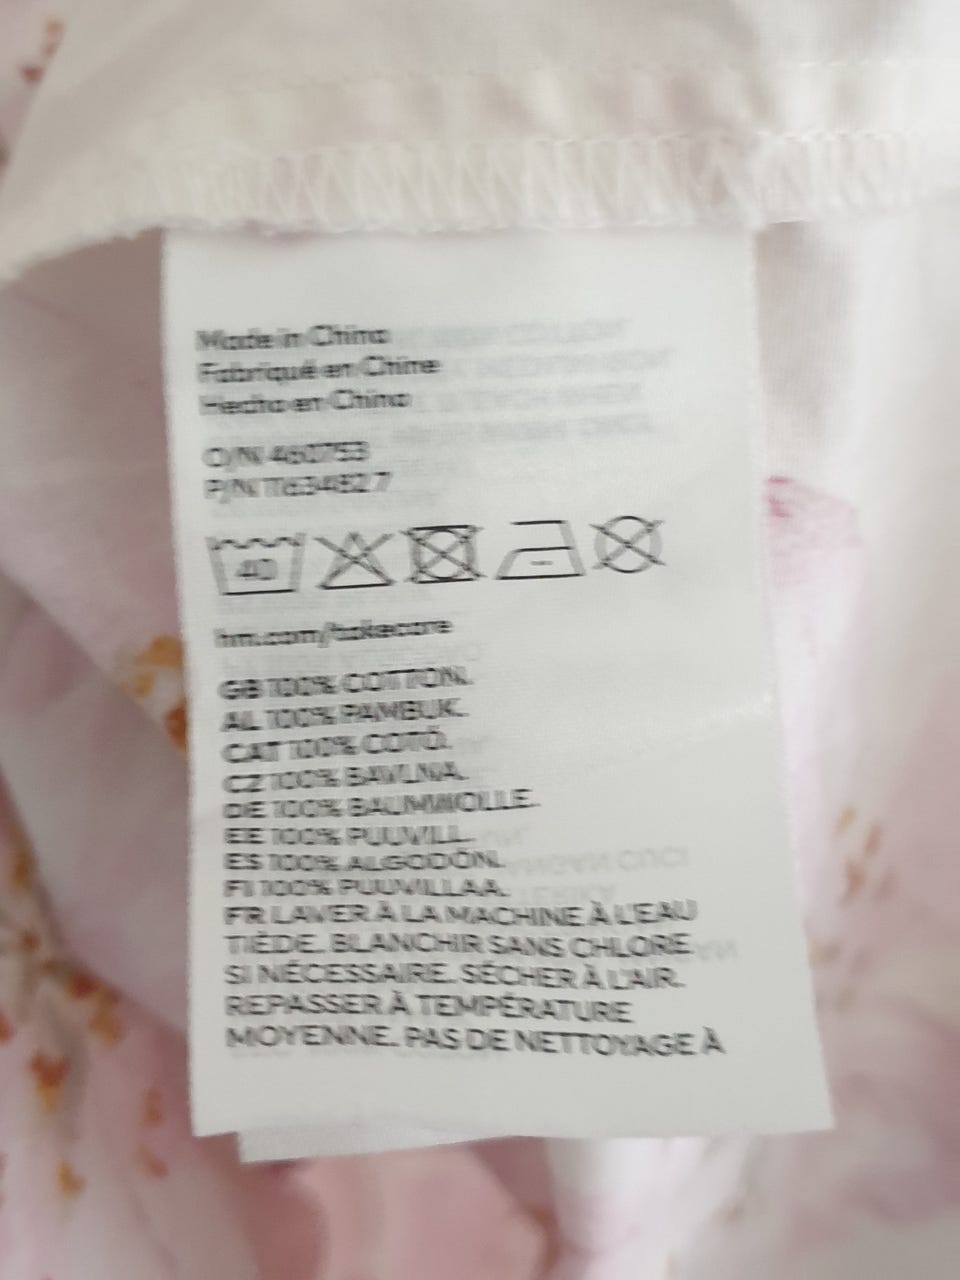 Made in China
Fabriqué en Chine
Hecho en China
O/N 460753
P/N 1163482 7
40
hm.com/takecare
GB 100% COTTON.
AL 100% PAMBUK.
CAT 100% COTÓ.
CZ 100% BAVLNA.
DE 100% BAUMWOLLE.
EE 100% PUUVILL.
ES 100% ALGODÓN.
FI 100% PUUVILLAA.
FR LAVER À LA MACHINE À L'EAU
TIÈDE. BLANCHIR SANS CHLORE
SI NÉCESSAIRE. SÉCHER À L'AIR.
REPASSER À TEMPÉRATURE
MOYENNE. PAS DE NETTOYAGE À